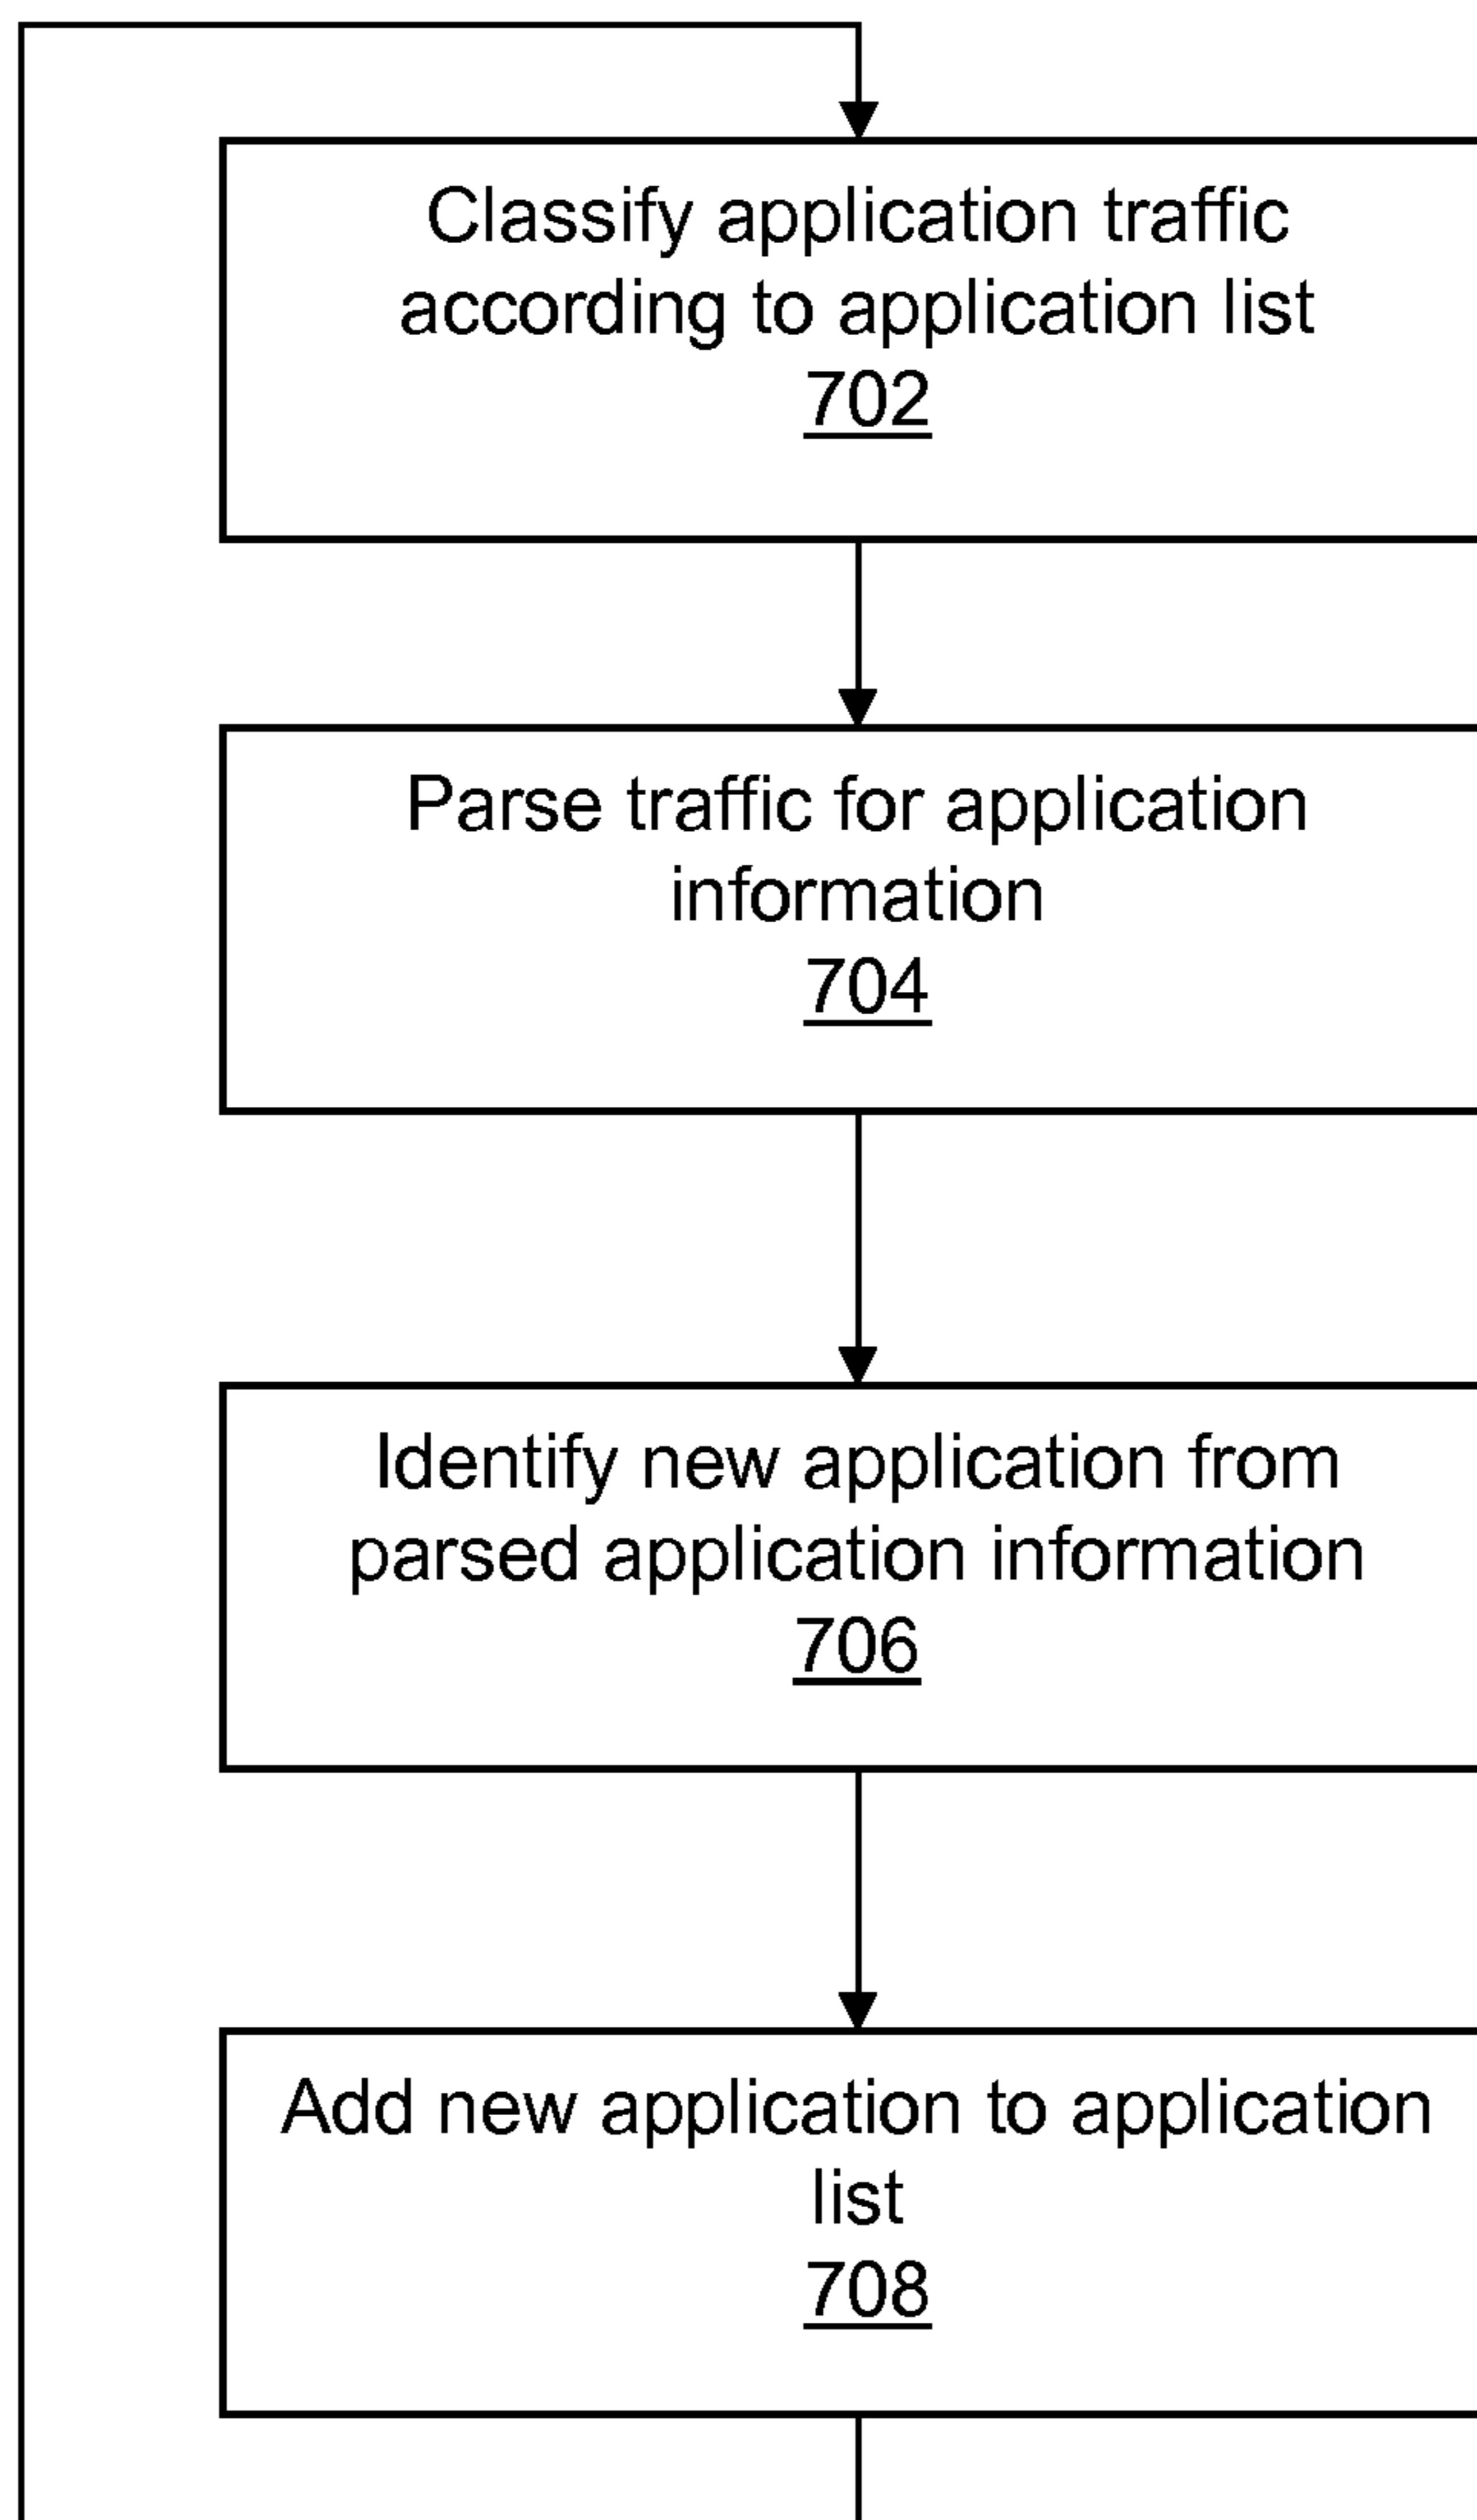 Classify application traffic
according to application list
702
Parse traffic for application
information
704
Identify new application from
parsed application information
706
Add new application to application
list
708